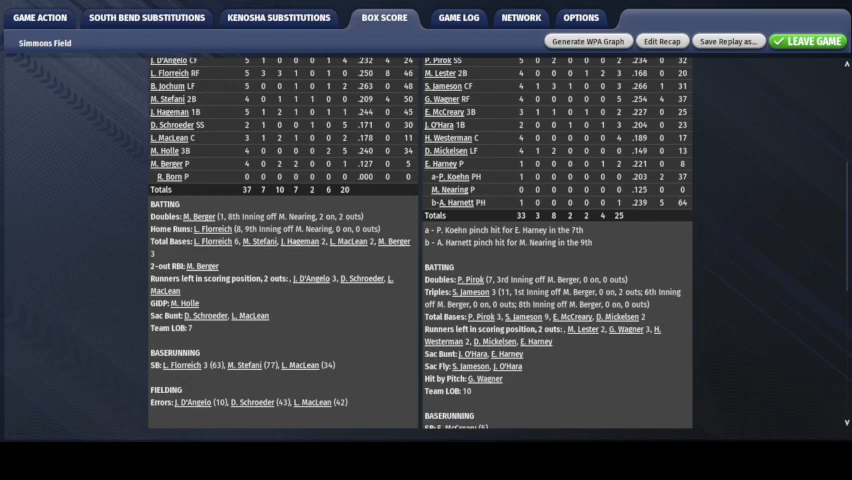 GAME ACTION
SOUTH BEND SUBSTITUTIONS
KENOSHA SUBSTITUTIONS
BOX SCORE
GAME LOG
NETWORK
OPTIONS
Simmons Field
Generate WPA Graph
Edit Recap
Save Replay as...
LEAVE GAME
J. D'Angelo CF 5 1 0 0 0 1 4 .232 4 24
L. Florreich RF 5 3 3 1 0 1 0 .250 8 46
B. Jochum LF 5 0 0 1 0 1 2 .263 0 48
M. Stefani 2B 4 0 1 1 1 0 0 .209 4 50
J. Hageman 1B 5 1 2 0 1 0 1 .244 0 45
D. Schroeder SS 2 1 0 0 1 0 5 .171 0 30
L. MacLean C 3 1 2 1 0 0 2 .178 0 11
M. Holle 3B 4 0 0 0 0 2 5 .240 0 34
M. Berger P 4 0 2 2 0 0 1 .127 0 5
R. Born P 0 0 0 0 0 0 0 .000 0 0
Totals 37 7 10 7 2 6 20
BATTING
Doubles: M. Berger (1, 8th Inning off M. Nearing, 2 on, 2 outs)
Home Runs: L. Florreich (8, 9th Inning off M. Nearing, 0 on, 0 outs)
Total Bases: L. Florreich 6, M. Stefani, J. Hageman 2, L. MacLean 2, M. Berger
3
2-out RBI: M. Berger
Runners left in scoring position, 2 outs: , J. D'Angelo 3, D. Schroeder, L.
MacLean
GIDP: M. Holle
Sac Bunt: D. Schroeder, L. MacLean
Team LOB: 7
BASERUNNING
SB: L. Florreich 3 (63), M. Stefani (77), L. MacLean (34)
FIELDING
Errors: J. D'Angelo (10), D. Schroeder (43), L. MacLean (42)
P. Pirok SS 5 0 2 0 0 0 2 .234 0 32
M. Lester 2B 4 0 0 0 1 2 3 .168 0 20
S. Jameson CF 4 1 3 1 0 0 3 .266 1 31
G. Wagner RF 4 0 0 0 0 0 5 .254 4 37
E. McCreary 3B 3 1 1 0 1 0 2 .227 0 25
J. O'Hara 1B 2 0 0 1 0 1 3 .204 0 23
H. Westerman C 4 0 0 0 0 0 4 .189 0 17
D. Mickelsen LF 4 1 2 0 0 0 0 .149 0 13
E. Harney P 1 0 0 0 0 1 2 .221 0 8
a-P. Koehn PH 1 0 0 0 0 0 0 .203 2 37
M. Nearing P 0 0 0 0 0 0 0 .125 0 0
b-A. Harnett PH 1 0 0 0 0 0 1 .239 5 64
Totals 33 3 8 2 2 4 25
a - P. Koehn pinch hit for E. Harney in the 7th
b - A. Harnett pinch hit for M. Nearing in the 9th
BATTING
Doubles: P. Pirok (7, 3rd Inning off M. Berger, 0 on, 0 outs)
Triples: S. Jameson 3 (11, 1st Inning off M. Berger, 0 on, 2 outs; 6th Inning
off M. Berger, 0 on, 0 outs; 8th Inning off M. Berger, 0 on, 0 outs)
Total Bases: P. Pirok 3, S. Jameson 9, E. McCreary, D. Mickelsen 2
Runners left in scoring position, 2 outs: , M. Lester 2, G. Wagner 3, H.
Westerman 2, D. Mickelsen, E. Harney
Sac Bunt: J. O'Hara, E. Harney
Sac Fly: S. Jameson, J. O'Hara
Hit by Pitch: G. Wagner
Team LOB: 10
BASERUNNING
SB: E. McCreary (5)